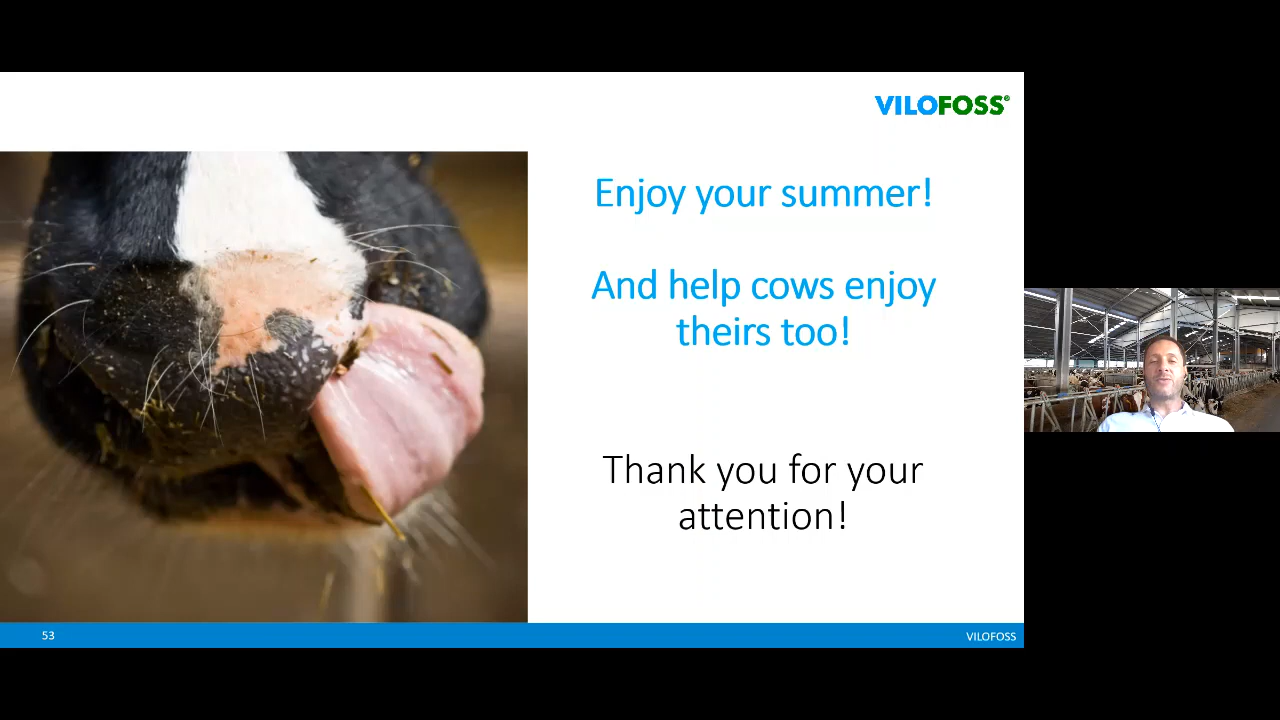 VILOFOSS®
Enjoy your summer!
And help cows enjoy
theirs too!
Thank you for your
attention!
53
VILOFOSS